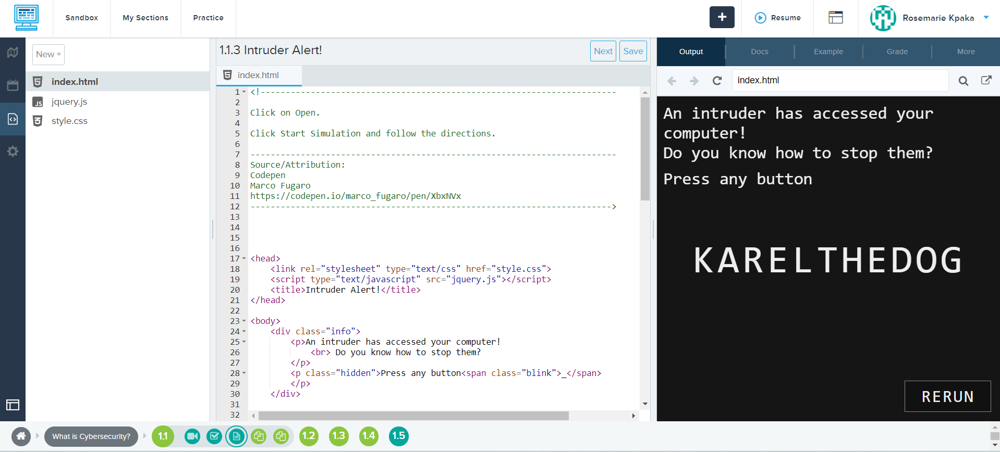 Sandbox
My Sections
Practice
+
Resume
Rosemarie Kpaka
New +
index.html
JS jquery.js
style.css
1.1.3 Intruder Alert!
Next
Save
index.html
1 <!-----------------------------------------------------------------------
2
3 Click on Open.
4
5 Click Start Simulation and follow the directions.
6
7 -------------------------------------------------------------------------
8 Source/Attribution:
9 Codepen
10 Marco Fugaro
11 https://codepen.io/marco_fugaro/pen/XbxNVx
12 ------------------------------------------------------------------------>
13
14
15
16
17 <head>
18 <link rel="stylesheet" type="text/css" href="style.css">
19 <script type="text/javascript" src="jquery.js"></script>
20 <title>Intruder Alert!</title>
21 </head>
22
23 <body>
24 <div class="info">
25 <p>An intruder has accessed your computer!
26 <br> Do you know how to stop them?
27 </p>
28 <p class="hidden">Press any button<span class="blink">_</span>
29 </p>
30 </div>
31
32
Output
Docs
Example
Grade
More
index.html
An intruder has accessed your
computer!
Do you know how to stop them?
Press any button
KARELTHEDOG
RERUN
What is Cybersecurity?
1.1
1.2
1.3
1.4
1.5